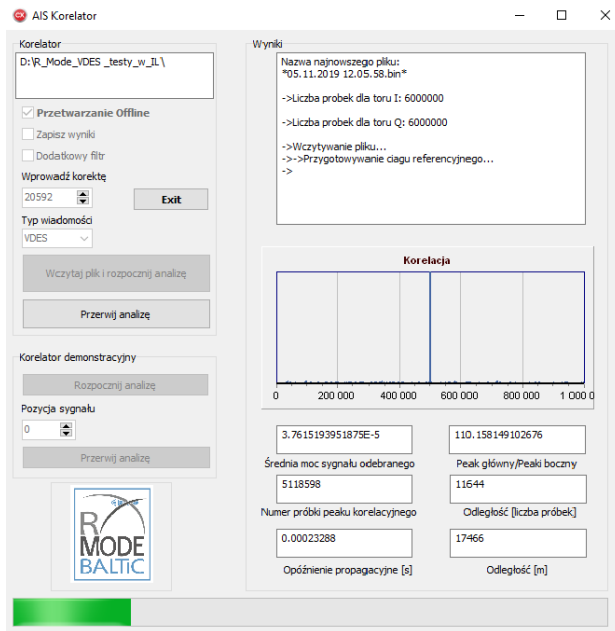 AIS Korelator
Korelator
D:\R_Mode_VDES _testy_w_IL\
Przetwarzanie Offline
Zapisz wyniki
Dodatkowy filtr
Wprowadź korektę
20592
Exit
Typ wiadomości
VDES
Wczytaj plik i rozpocznij analizę
Przerwij analizę
Korelator demonstracyjny
Rozpocznij analizę
Pozycja sygnału
0
Przerwij analizę
R
MODE
BALTIC
Wyniki
Nazwa najnowszego pliku:
*05.11.2019 12.05.58.bin*
->Liczba probek dla toru I: 6000000
->Liczba probek dla toru Q: 6000000
->Wczytywanie pliku...
->->Przygotowywanie ciagu referencyjnego...
->
Korelacja
0 200 000 400 000 600 000 800 000 1 000 0
3.7615193951875E-5
110.158149102676
Średnia moc sygnału odebranego
Peak główny/Peaki boczny
5118598
11644
Numer próbki peaku korelacyjnego
Odległość [liczba próbek]
0.00023288
17466
Opóźnienie propagacyjne [s]
Odległość [m]